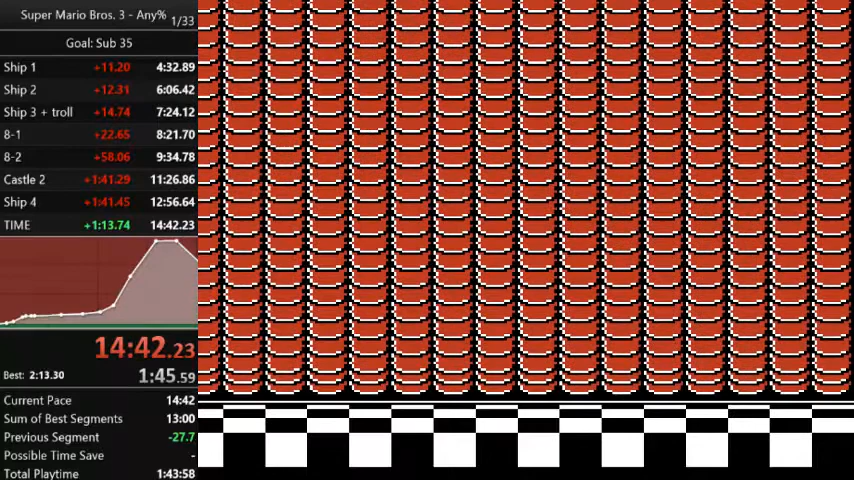 Super Mario Bros. 3 - Any% 1/33
Goal: Sub 35
Ship 1 +11.20 4:32.89
Ship 2 +12.31 6:06.42
Ship 3 + troll +14.74 7:24.12
8-1 +22.65 8:21.70
8-2 +58.06 9:34.78
Castle 2 +1:41.29 11:26.86
Ship 4 +1:41.45 12:56.64
TIME +1:13.74 14:42.23
14:42.23
Best: 2:13.30 1:45.59
Current Pace 14:42
Sum of Best Segments 13:00
Previous Segment -27.7
Possible Time Save -
Total Playtime 1:43:58